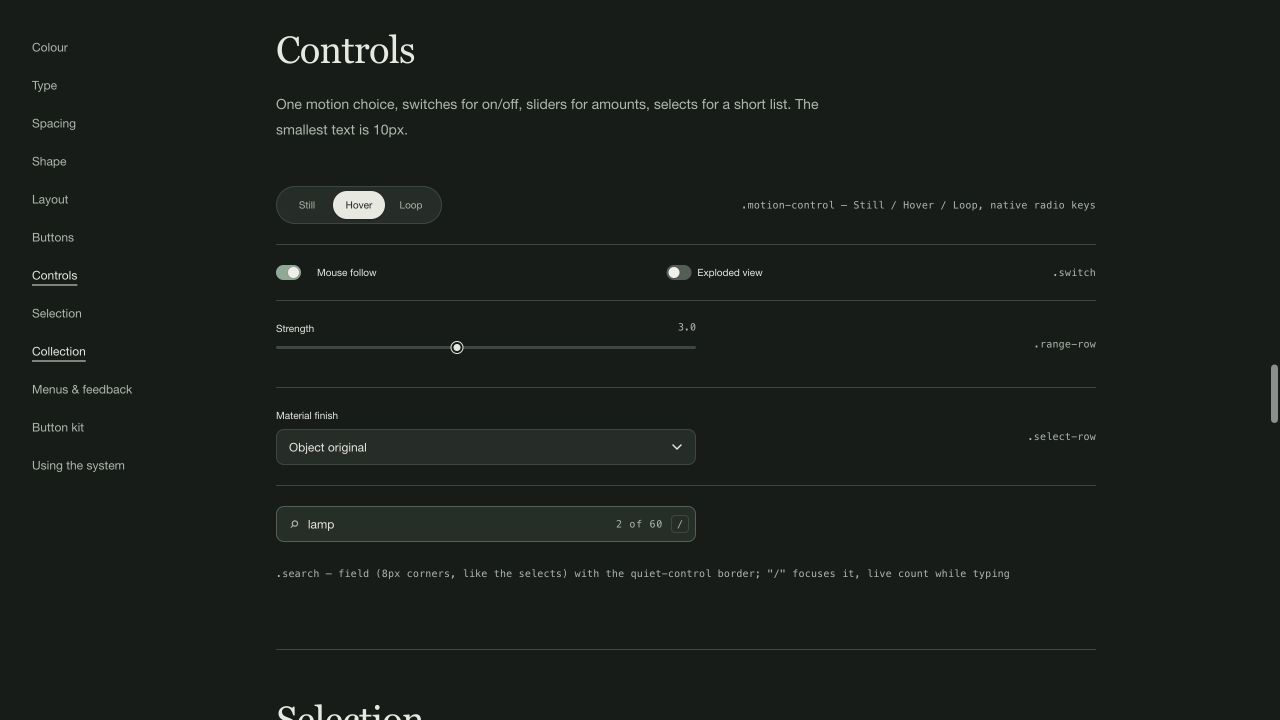 Colour
Type
Spacing
Shape
Layout
Buttons
Controls
Selection
Collection
Menus & feedback
Button kit
Using the system
Controls
One motion choice, switches for on/off, sliders for amounts, selects for a short list. The
smallest text is 10px.
Still Hover Loop
.motion-control — Still / Hover / Loop, native radio keys
Mouse follow
Exploded view
.switch
Strength
3.0
.range-row
Material finish
Object original
.select-row
lamp
2 of 60
/
.search — field (8px corners, like the selects) with the quiet-control border; "/" focuses it, live count while typing
Selection